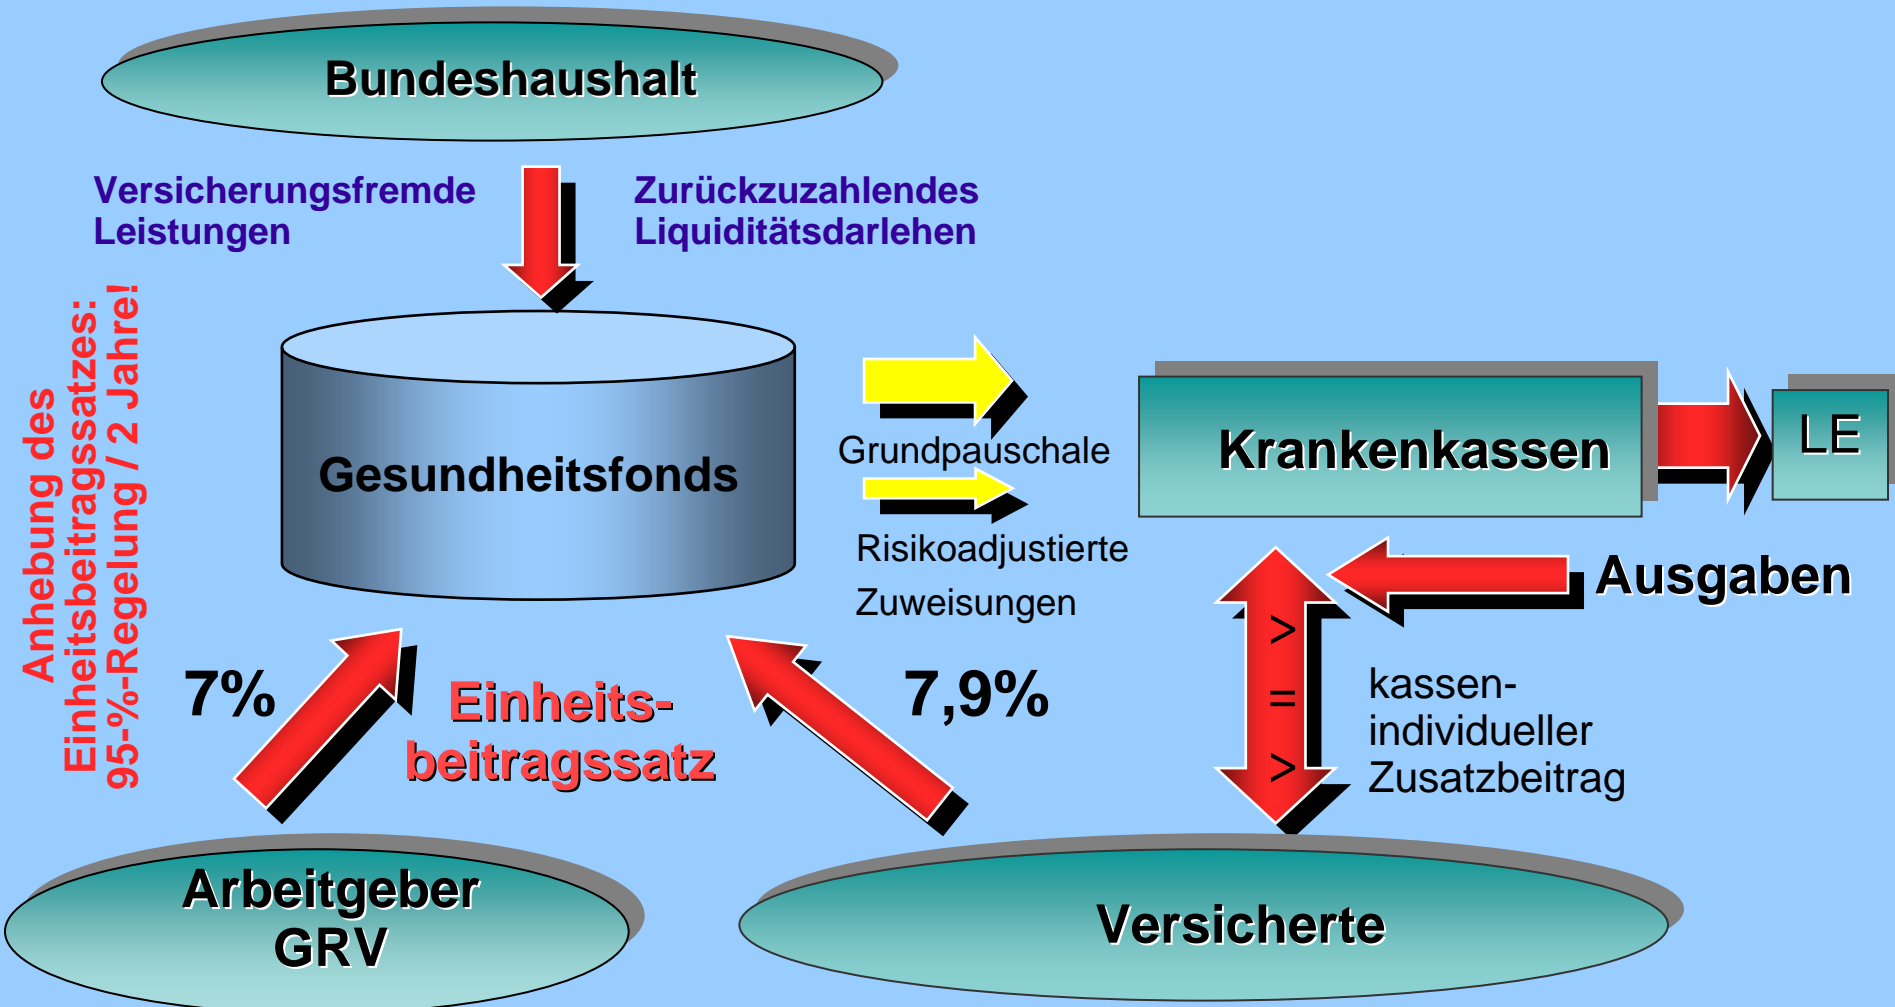 Bundeshaushalt
Versicherungsfremde
Leistungen
Zurückzuzahlendes
Liquiditätsdarlehen
Anhebung des
Einheitsbeitragssatzes:
95-%-Regelung / 2 Jahre!
Gesundheitsfonds
Grundpauschale
Risikoadjustierte
Zuweisungen
Krankenkassen
LE
Ausgaben
>
=
>
kassen-
individueller
Zusatzbeitrag
7%
Einheits-
beitragssatz
7,9%
Arbeitgeber
GRV
Versicherte